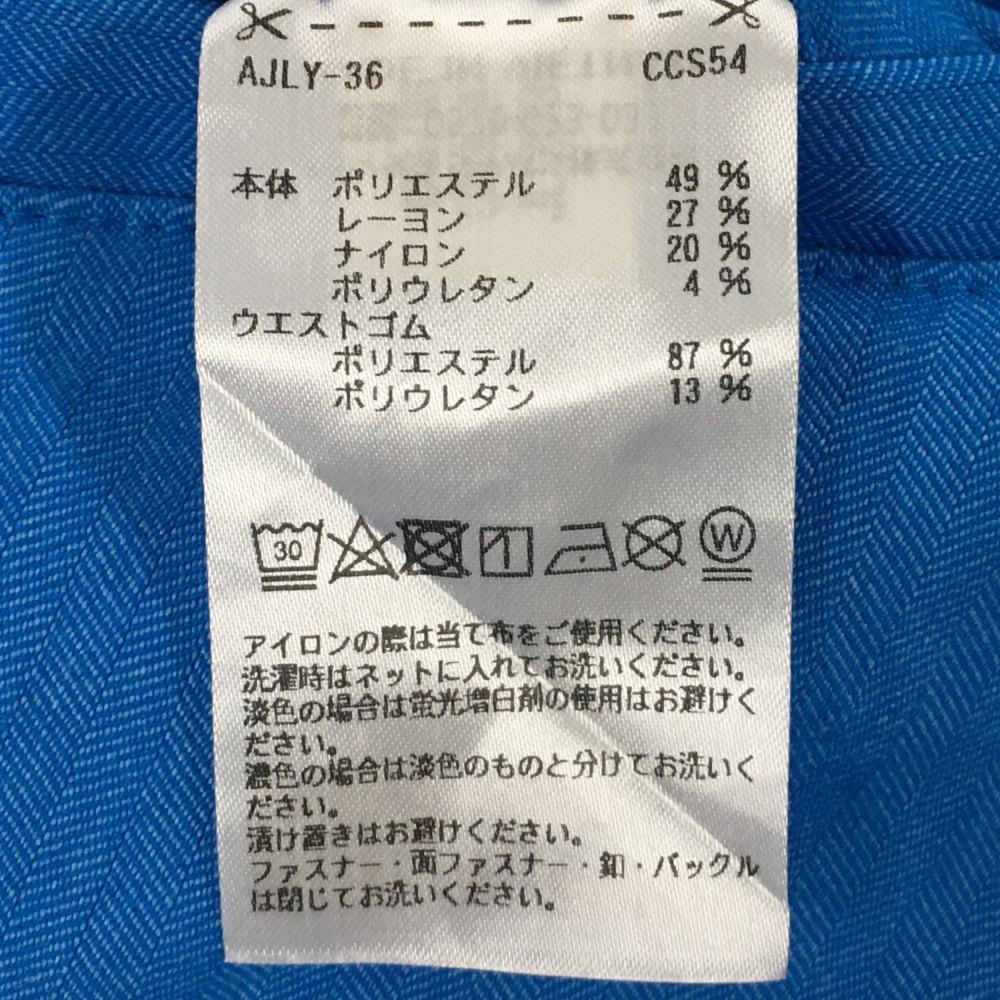 AJLY-36 CCS54
本体 ポリエステル 49 %
レーヨン 27 %
ナイロン 20 %
ポリウレタン 4 %
ウエストゴム
ポリエステル 87 %
ポリウレタン 13 %
30 W
アイロンの際は当て布をご使用ください。
洗濯時はネットに入れてお洗いください。
淡色の場合は蛍光増白剤の使用はお避けく
ださい。
濃色の場合は淡色のものと分けてお洗いく
ださい。
漬け置きはお避けください。
ファスナー・面ファスナー・釦・バックル
は閉じてお洗いください。